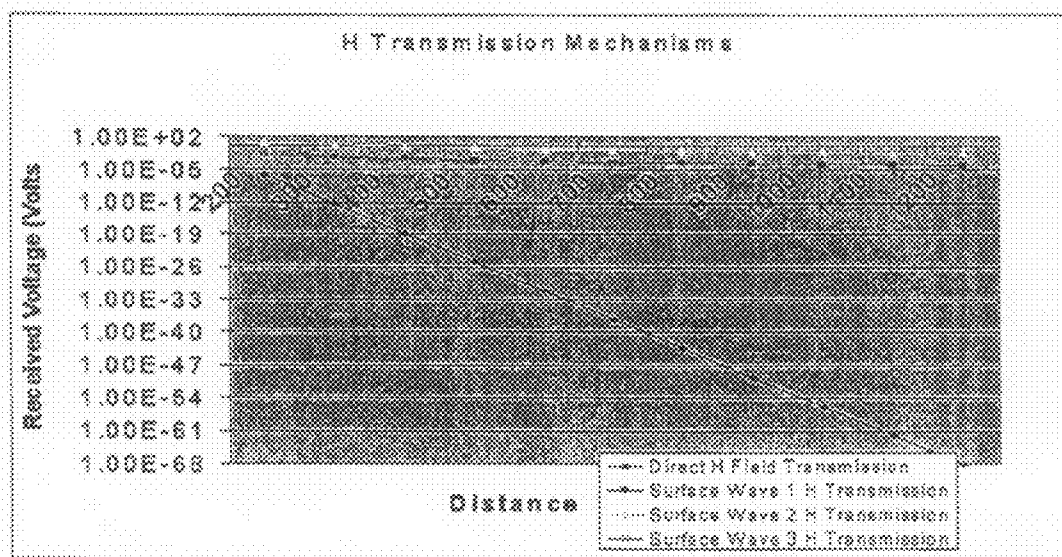 H Transmission Mechanisms
Received Voltage (Volts
1.00E+02
1.00E-05
1.00E-12
1.00E-19
1.00E-26
1.00E-33
1.00E-40
1.00E-47
1.00E-54
1.00E-61
1.00E-68
Distance
Direct H Field Transmission
Surface Wave 1 H Transmission
Surface Wave 2 H Transmission
Surface Wave 3 H Transmission